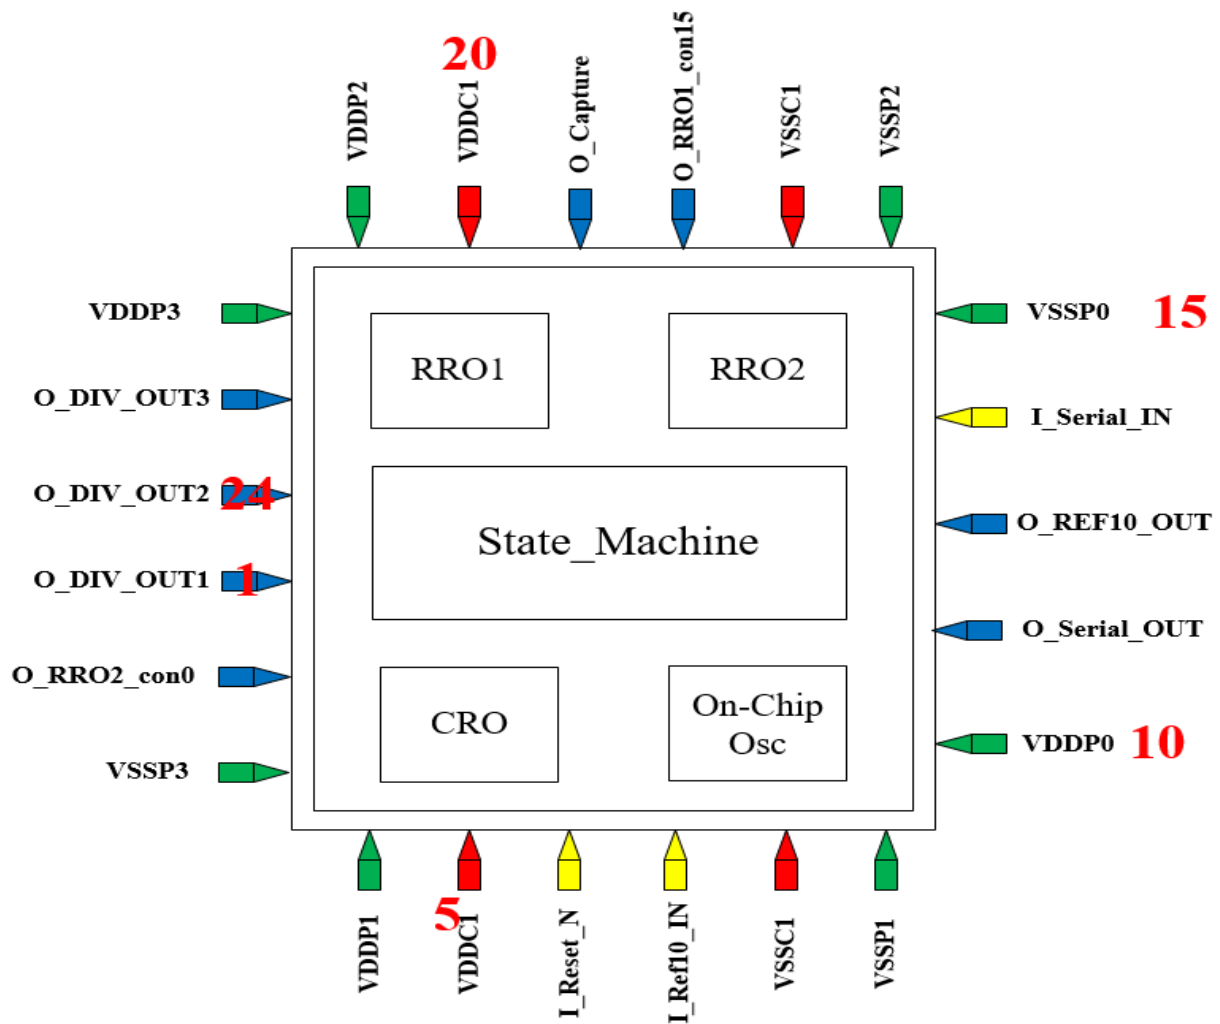 20
VDDP2
VDDC1
O_Capture
O_RRO1_con15
VSSC1
VSSP2
VDDP3
O_DIV_OUT3
O_DIV_OUT2
24
O_DIV_OUT1
1
O_RRO2_con0
VSSP3
RRO1
RRO2
State_Machine
CRO
On-Chip
Osc
VSSP0
15
I_Serial_IN
O_REF10_OUT
O_Serial_OUT
VDDP0
10
VDDP1
5
VDDC1
I_Reset_N
I_Ref10_IN
VSSC1
VSSP1